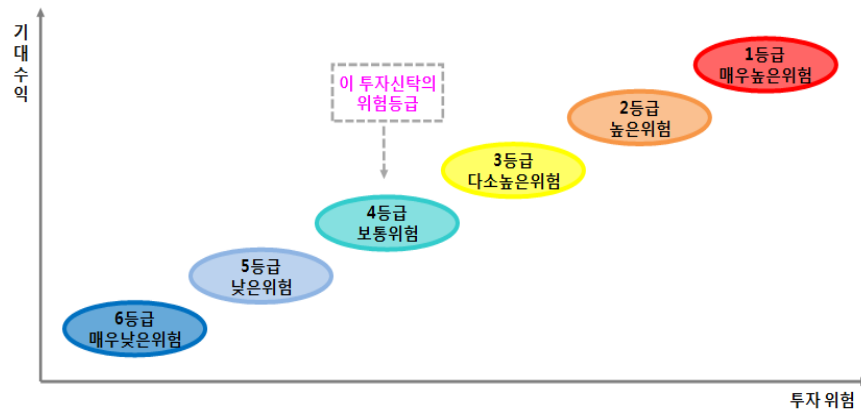 기
대
수
익
이 투자신탁의
위험등급
1등급
매우높은위험
2등급
높은위험
3등급
다소높은위험
4등급
보통위험
5등급
낮은위험
6등급
매우낮은위험
투자 위험